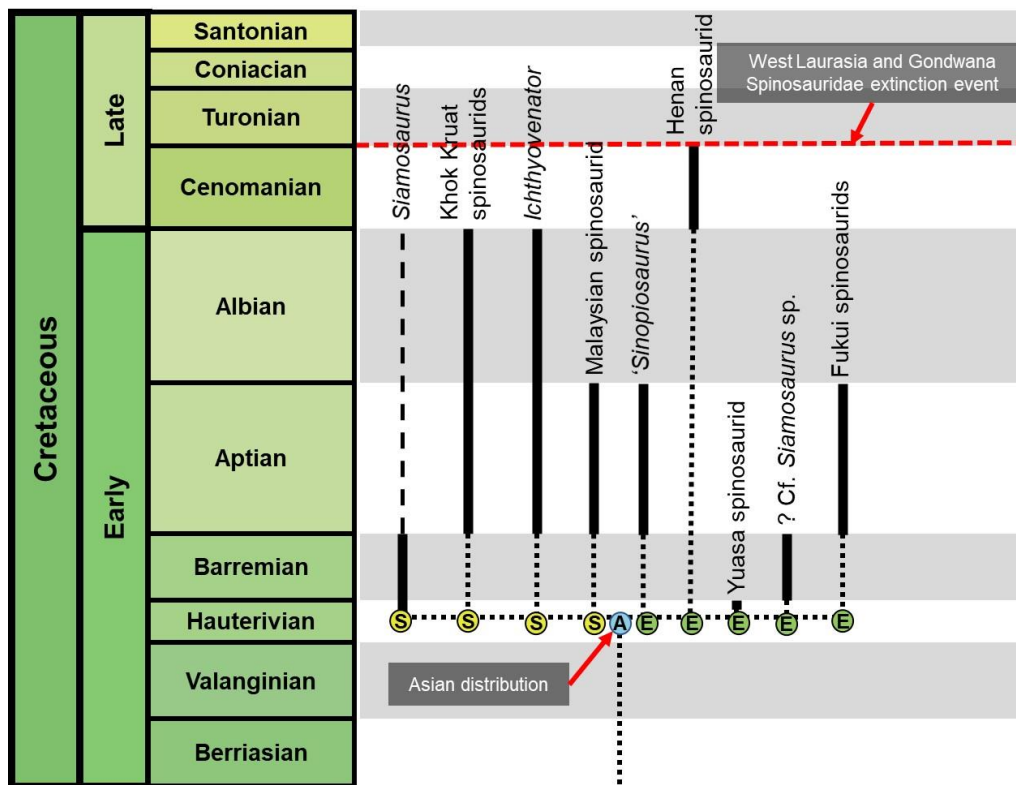 Cretaceous
Late
Early
Santonian
Coniacian
Turonian
Cenomanian
Albian
Aptian
Barremian
Hauterivian
Valanginian
Berriasian
Siamosaurus
Khok Kruat
spinosaurids
Ichthyovenator
Malaysian spinosaurid
‘Sinopiosaurus’
Henan
spinosaurid
Yuasa spinosaurid
? Cf. Siamosaurus sp.
Fukui spinosaurids
West Laurasia and Gondwana
Spinosauridae extinction event
S
S
S
S
A
E
E
E
E
E
Asian distribution